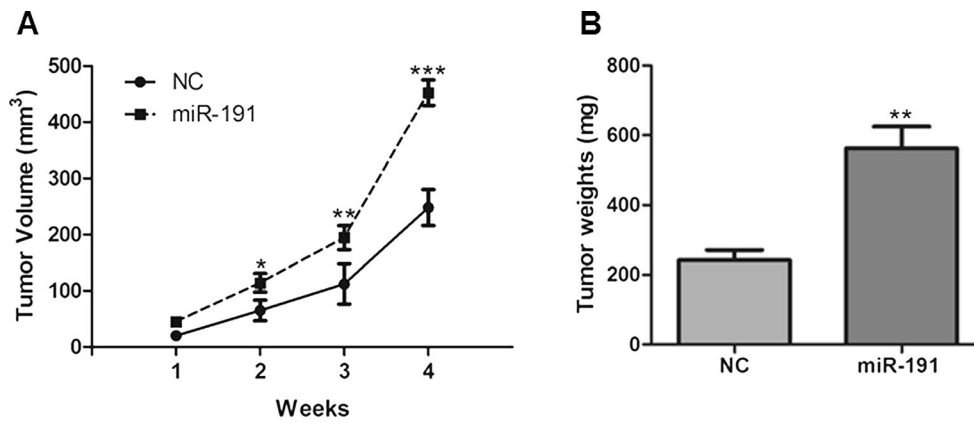 A
Tumor Volume (mm³)
500
400
300
200
100
0
NC
miR-191
*
**
***
1 2 3 4
Weeks
B
Tumor weights (mg)
800
600
400
200
0
**
NC miR-191